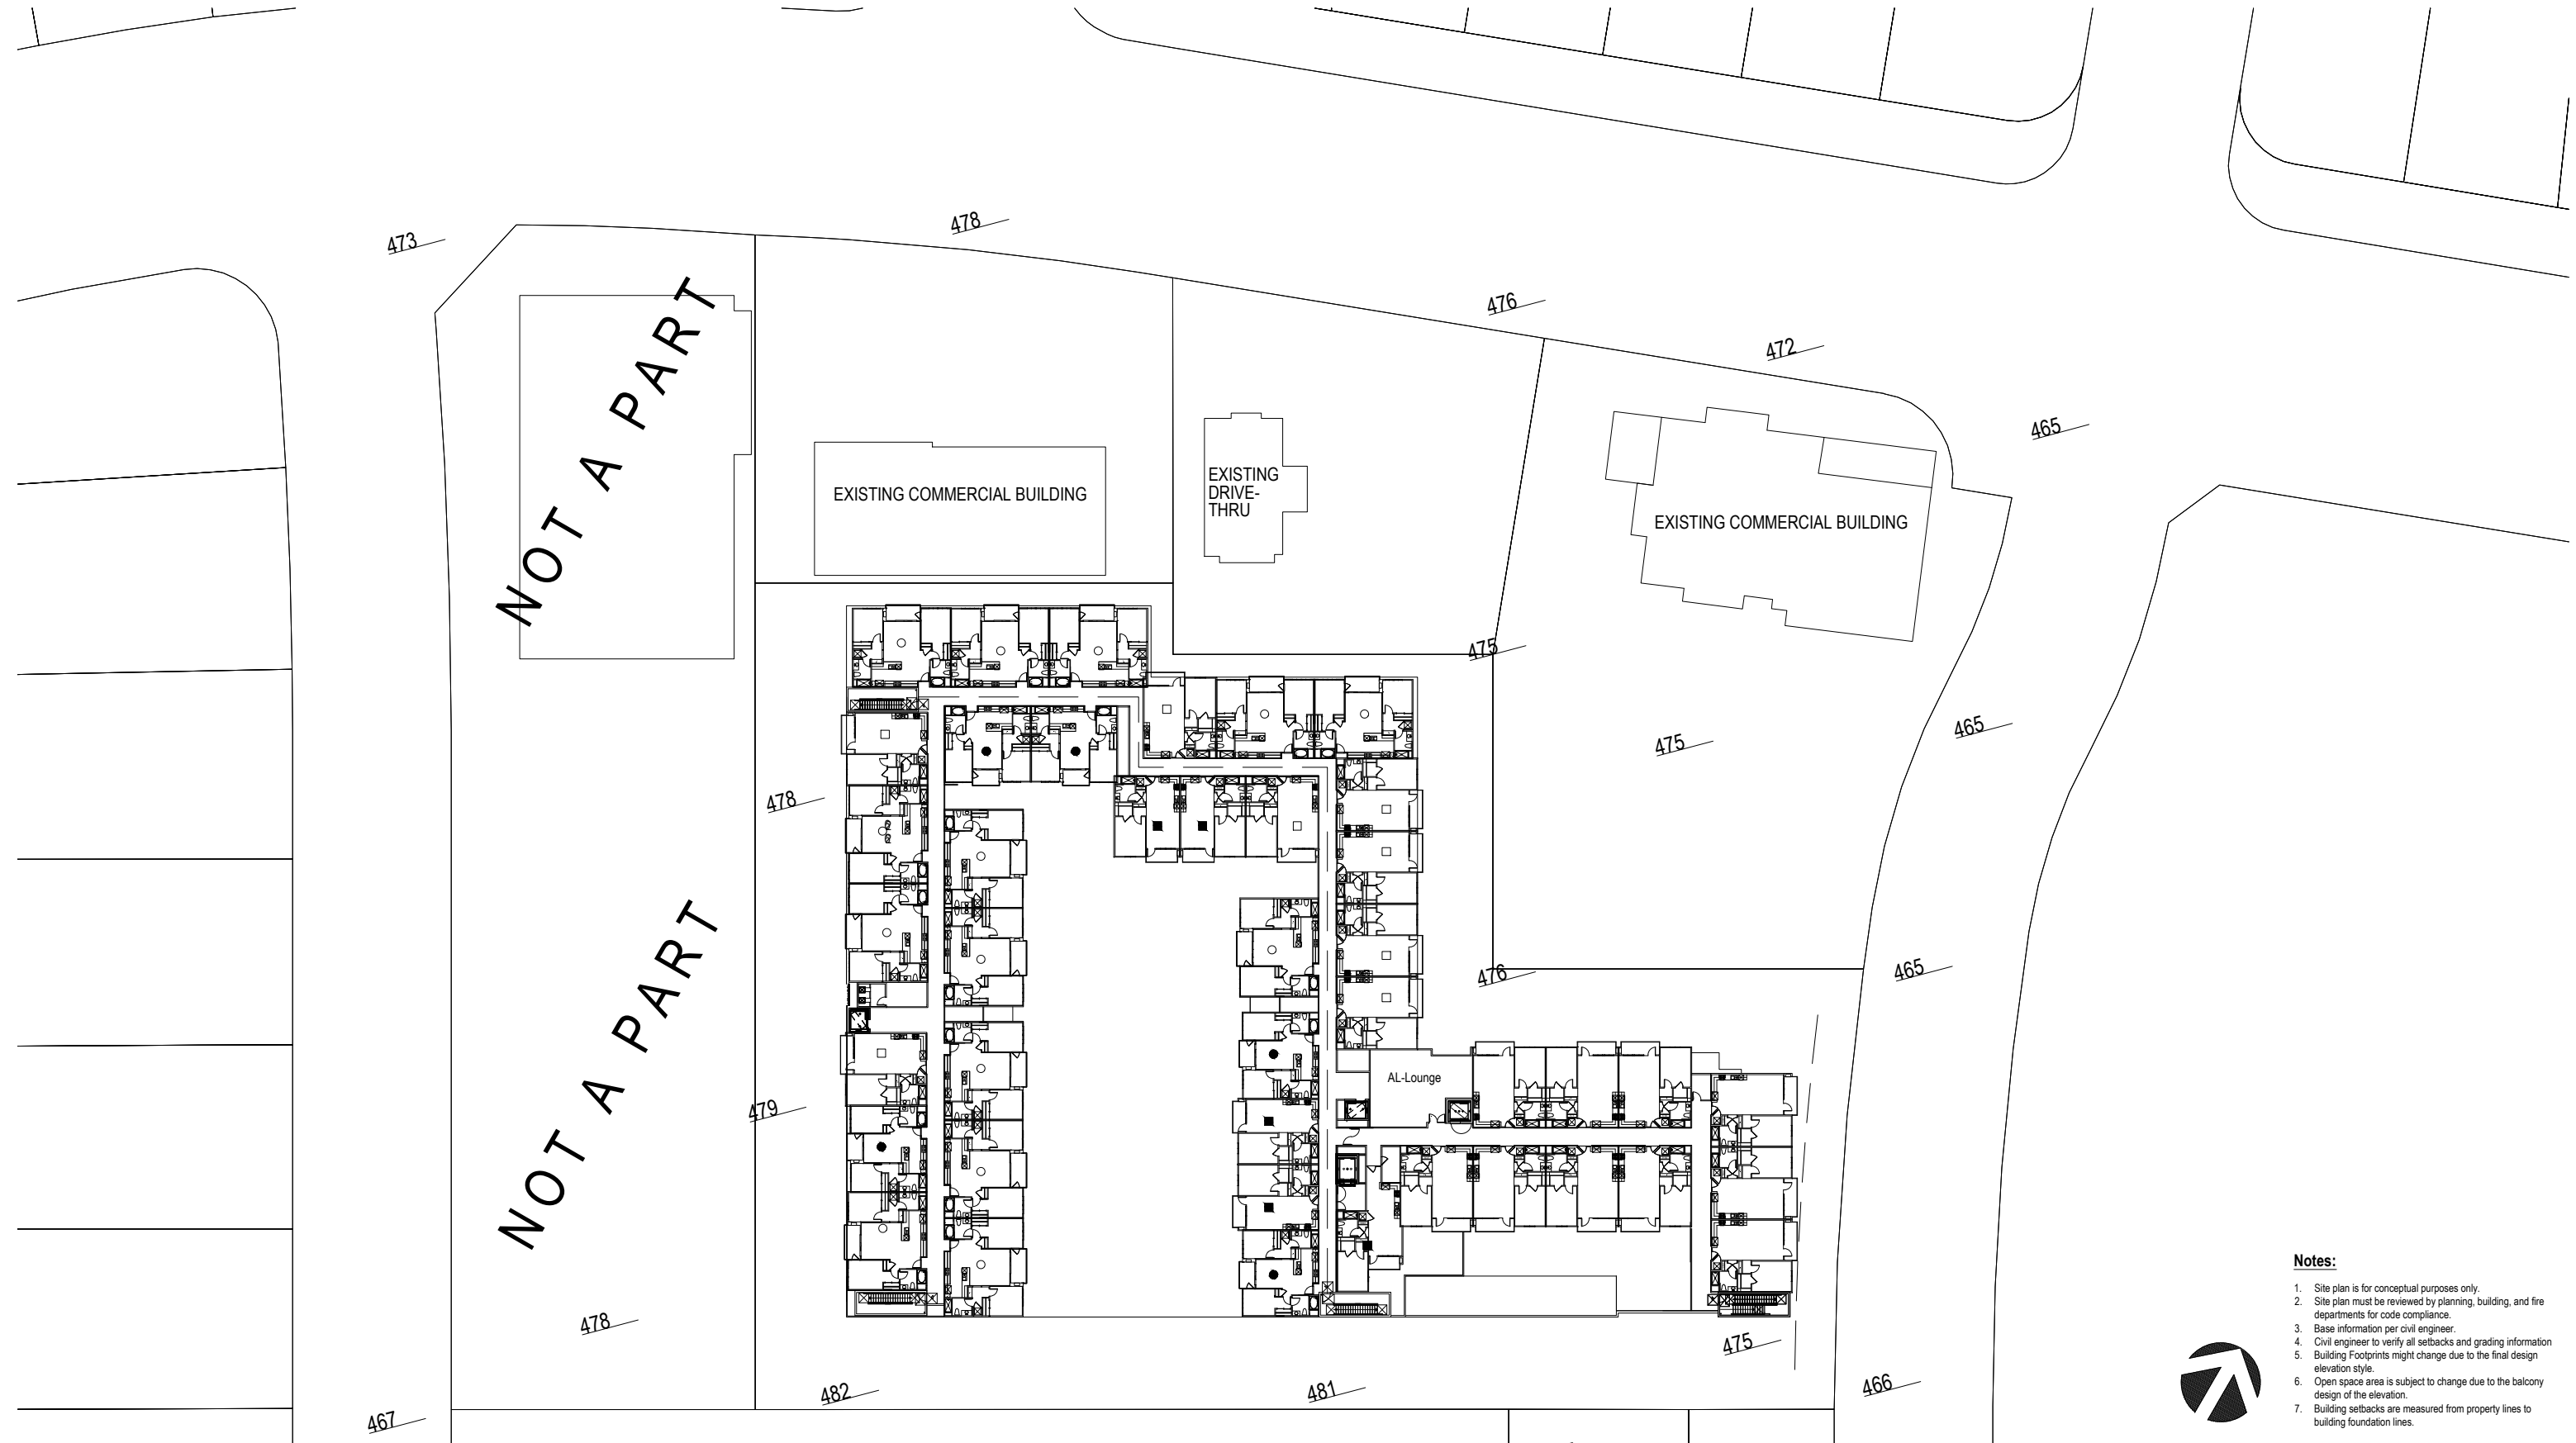 478
473
476
472
NOT A PART
465
EXISTING
DRIVE-
THRU
EXISTING COMMERCIAL BUILDING
EXISTING COMMERCIAL BUILDING
475
465
475
478
NOT A PART
465
476
AL-Lounge
479
478
475
482
481
466
467
Notes:
1. Site plan is for conceptual purposes only.
2. Site plan must be reviewed by planning, building, and fire
departments for code compliance.
3. Base information per civil engineer.
4. Civil engineer to verify all setbacks and grading information
5. Building Footprints might change due to the final design
elevation style.
6. Open space area is subject to change due to the balcony
design of the elevation.
7. Building setbacks are measured from property lines to
building foundation lines.